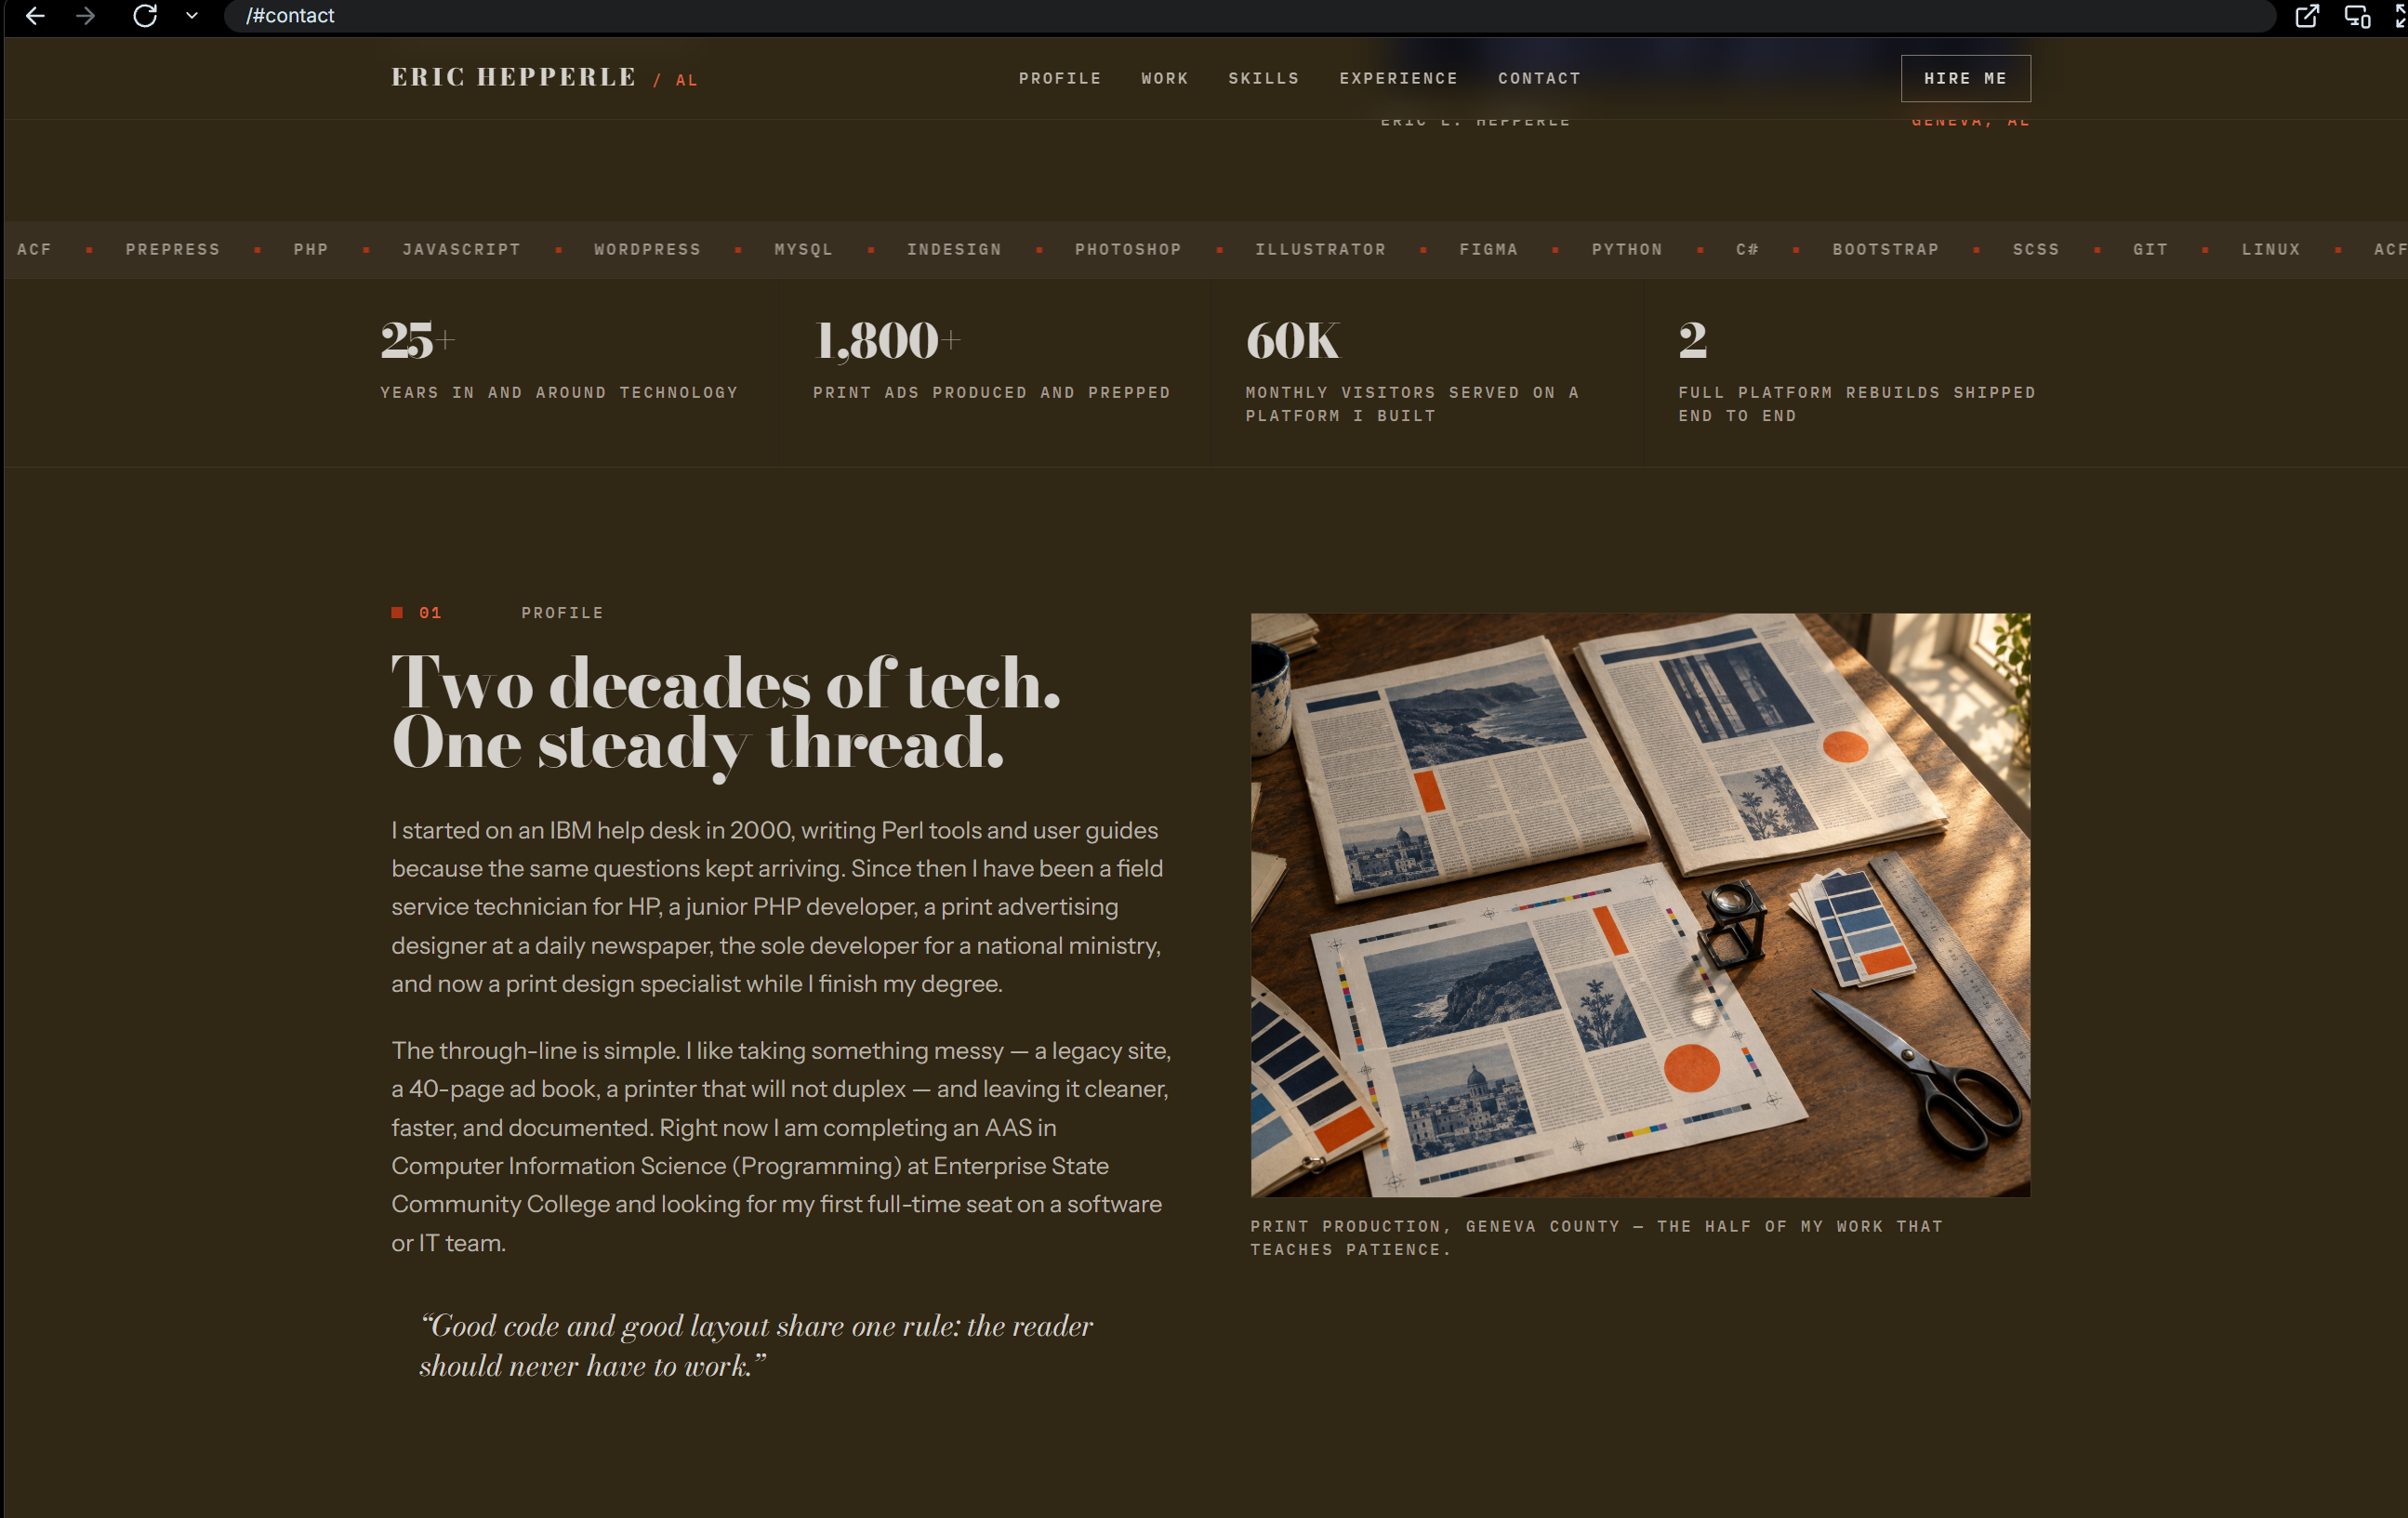 /#contact
ERIC HEPPERLE / AL
PROFILE WORK SKILLS EXPERIENCE CONTACT
HIRE ME
ERIC L. HEPPERLE
GENEVA, AL
ACF PREPRESS PHP JAVASCRIPT WORDPRESS MYSQL INDESIGN PHOTOSHOP ILLUSTRATOR FIGMA PYTHON C# BOOTSTRAP SCSS GIT LINUX ACF
25+
YEARS IN AND AROUND TECHNOLOGY
1,800+
PRINT ADS PRODUCED AND PREPPED
60K
MONTHLY VISITORS SERVED ON A
PLATFORM I BUILT
2
FULL PLATFORM REBUILDS SHIPPED
END TO END
01 PROFILE
Two decades of tech.
One steady thread.
I started on an IBM help desk in 2000, writing Perl tools and user guides
because the same questions kept arriving. Since then I have been a field
service technician for HP, a junior PHP developer, a print advertising
designer at a daily newspaper, the sole developer for a national ministry,
and now a print design specialist while I finish my degree.
The through-line is simple. I like taking something messy — a legacy site,
a 40-page ad book, a printer that will not duplex — and leaving it cleaner,
faster, and documented. Right now I am completing an AAS in
Computer Information Science (Programming) at Enterprise State
Community College and looking for my first full-time seat on a software
or IT team.
“Good code and good layout share one rule: the reader
should never have to work.”
PRINT PRODUCTION, GENEVA COUNTY — THE HALF OF MY WORK THAT
TEACHES PATIENCE.